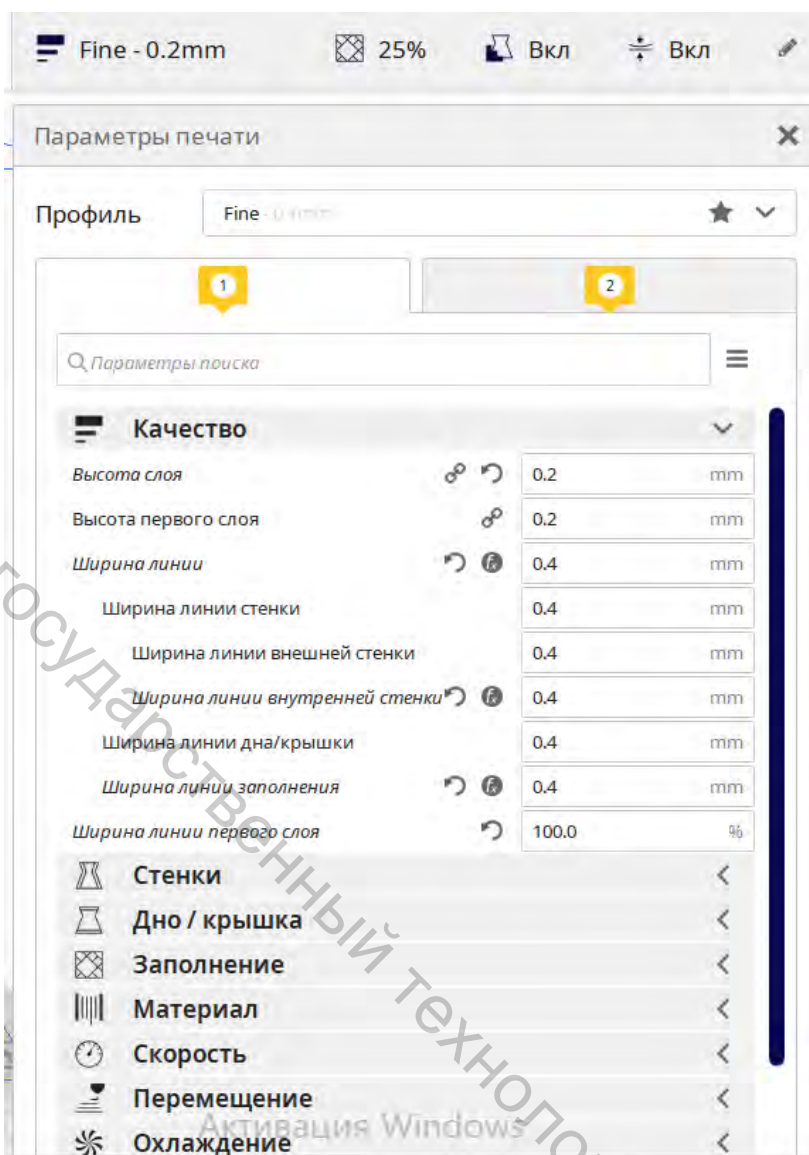 Fine - 0.2mm 25% Вкл Вкл
Параметры печати
Профиль Fine - 0.1mm
1 2
Параметры поиска
Качество
Высота слоя 0.2 mm
Высота первого слоя 0.2 mm
Ширина линии 0.4 mm
Ширина линии стенки 0.4 mm
Ширина линии внешней стенки 0.4 mm
Ширина линии внутренней стенки 0.4 mm
Ширина линии дна/крышки 0.4 mm
Ширина линии заполнения 0.4 mm
Ширина линии первого слоя 100.0 %
Стенки
Дно / крышка
Заполнение
Материал
Скорость
Перемещение
Активация Windows
Охлаждение
государственный техноло